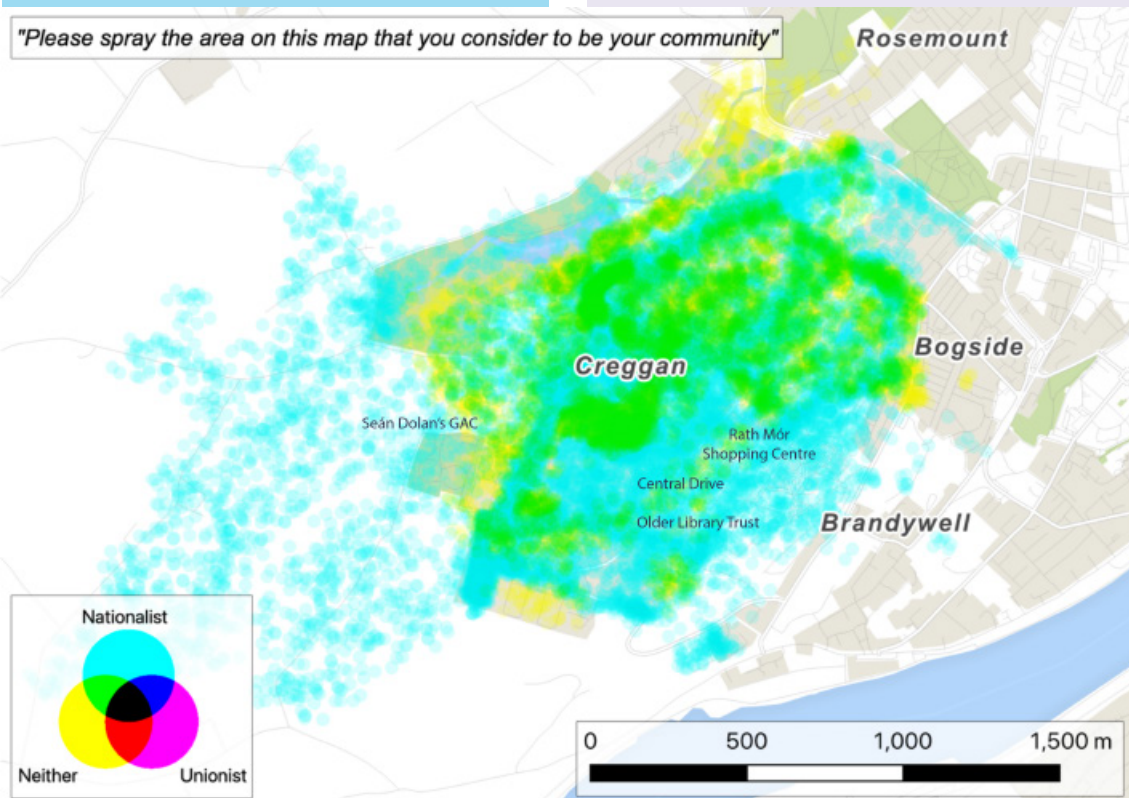 "Please spray the area on this map that you consider to be your community"
Rosemount
Bogside
Creggan
Seán Dolan's GAC
Rath Mór
Shopping Centre
Central Drive
Older Library Trust
Brandywell
Nationalist
Neither
Unionist
0 500 1,000 1,500 m